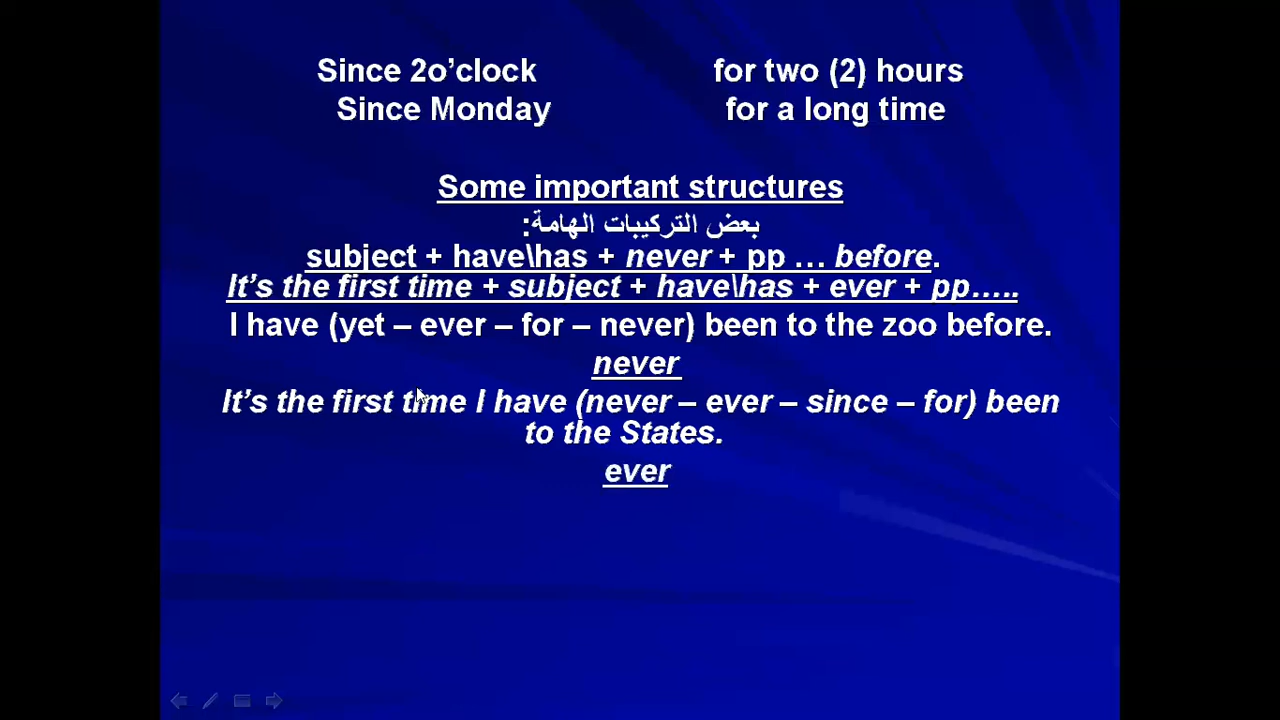 Since 2o’clock for two (2) hours
Since Monday for a long time
Some important structures
بعض التركيبات الهامة:
subject + have\has + never + pp … before.
It’s the first time + subject + have\has + ever + pp…..
I have (yet – ever – for – never) been to the zoo before.
never
It’s the first time I have (never – ever – since – for) been
to the States.
ever